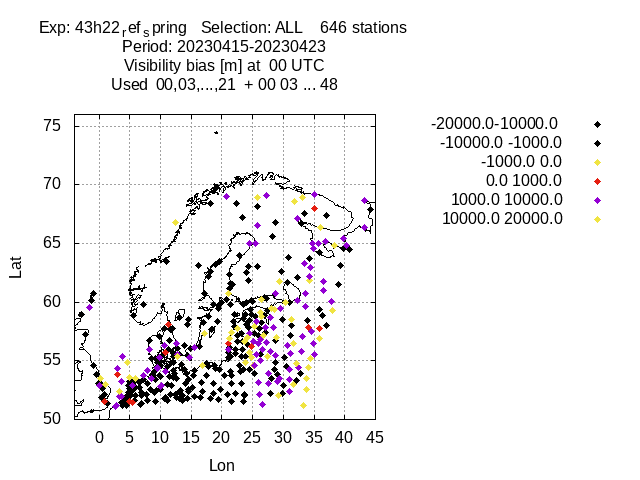 Exp: 43h22refspring   Selection: ALL    646 stations
Period: 20230415-20230423
Visibility bias [m] at  00 UTC
Used  00,03,...,21  + 00 03 ... 48
-20000.0-10000.0
-10000.0 -1000.0
-1000.0 0.0
0.0 1000.0
1000.0 10000.0
10000.0 20000.0
75
70
65
60
55
50
Lat
0 5 10 15 20 25 30 35 40 45
Lon